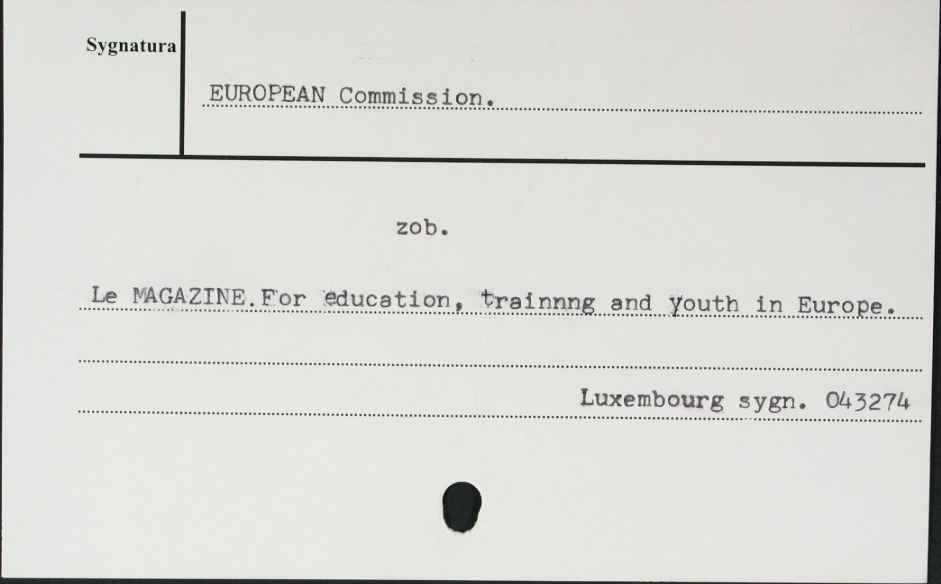 Sygnatura
EUROPEAN Commission.
zob.
Le MAGAZINE.For education, trainnng and youth in Europe.
Luxembourg sygn. 043274